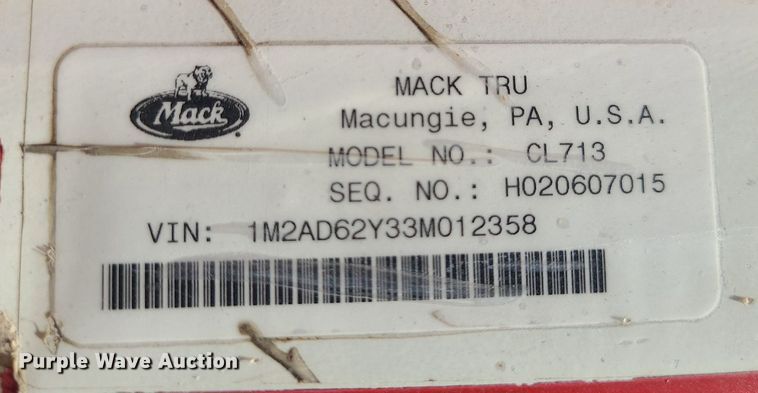 Mack
MACK TRU
Macungie, PA, U.S.A.
MODEL NO.: CL713
SEQ. NO.: H020607015
VIN: 1M2AD62Y33M012358
Purple Wave Auction